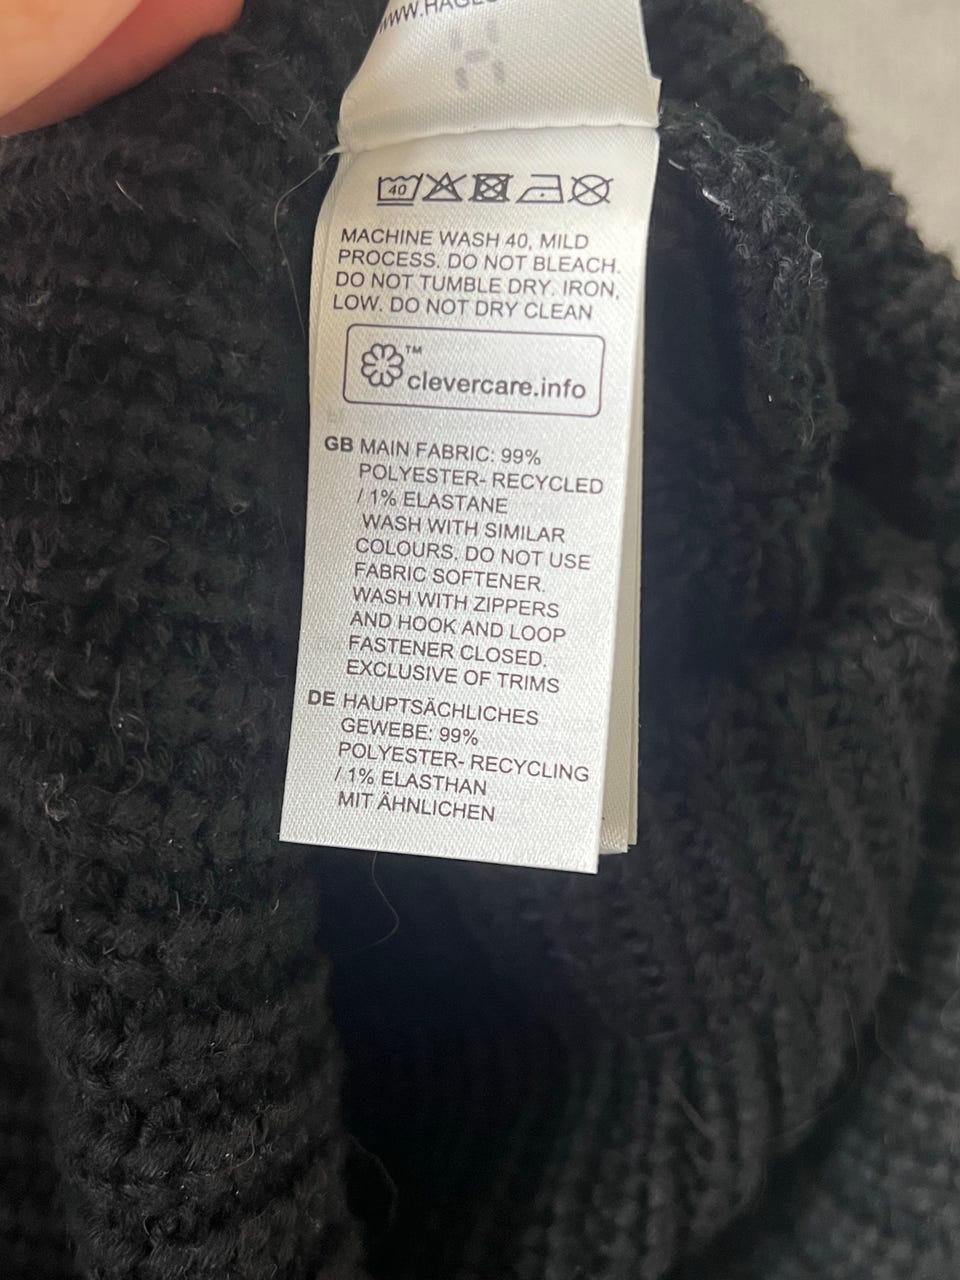 40
MACHINE WASH 40, MILD
PROCESS. DO NOT BLEACH.
DO NOT TUMBLE DRY. IRON,
LOW. DO NOT DRY CLEAN
™
clevercare.info
GB MAIN FABRIC: 99%
POLYESTER- RECYCLED
/ 1% ELASTANE
WASH WITH SIMILAR
COLOURS. DO NOT USE
FABRIC SOFTENER.
WASH WITH ZIPPERS
AND HOOK AND LOOP
FASTENER CLOSED.
EXCLUSIVE OF TRIMS
DE HAUPTSÄCHLICHES
GEWEBE: 99%
POLYESTER- RECYCLING
/ 1% ELASTHAN
MIT ÄHNLICHEN